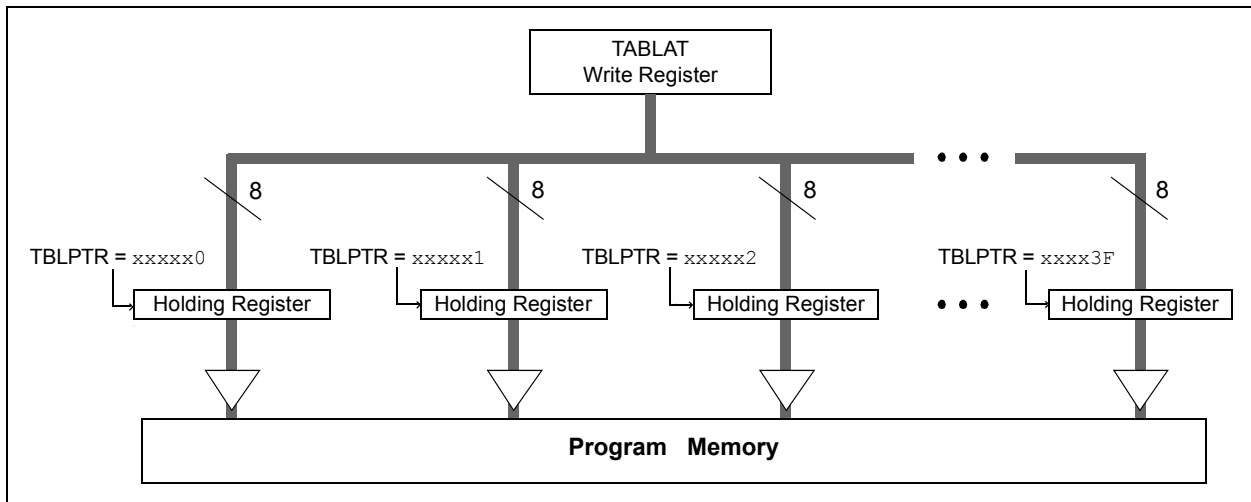 TABLAT
Write Register
8
8
8
8
TBLPTR = xxxxx0
TBLPTR = xxxxx1
TBLPTR = xxxxx2
TBLPTR = xxxx3F
Holding Register
Holding Register
Holding Register
Holding Register
Program Memory